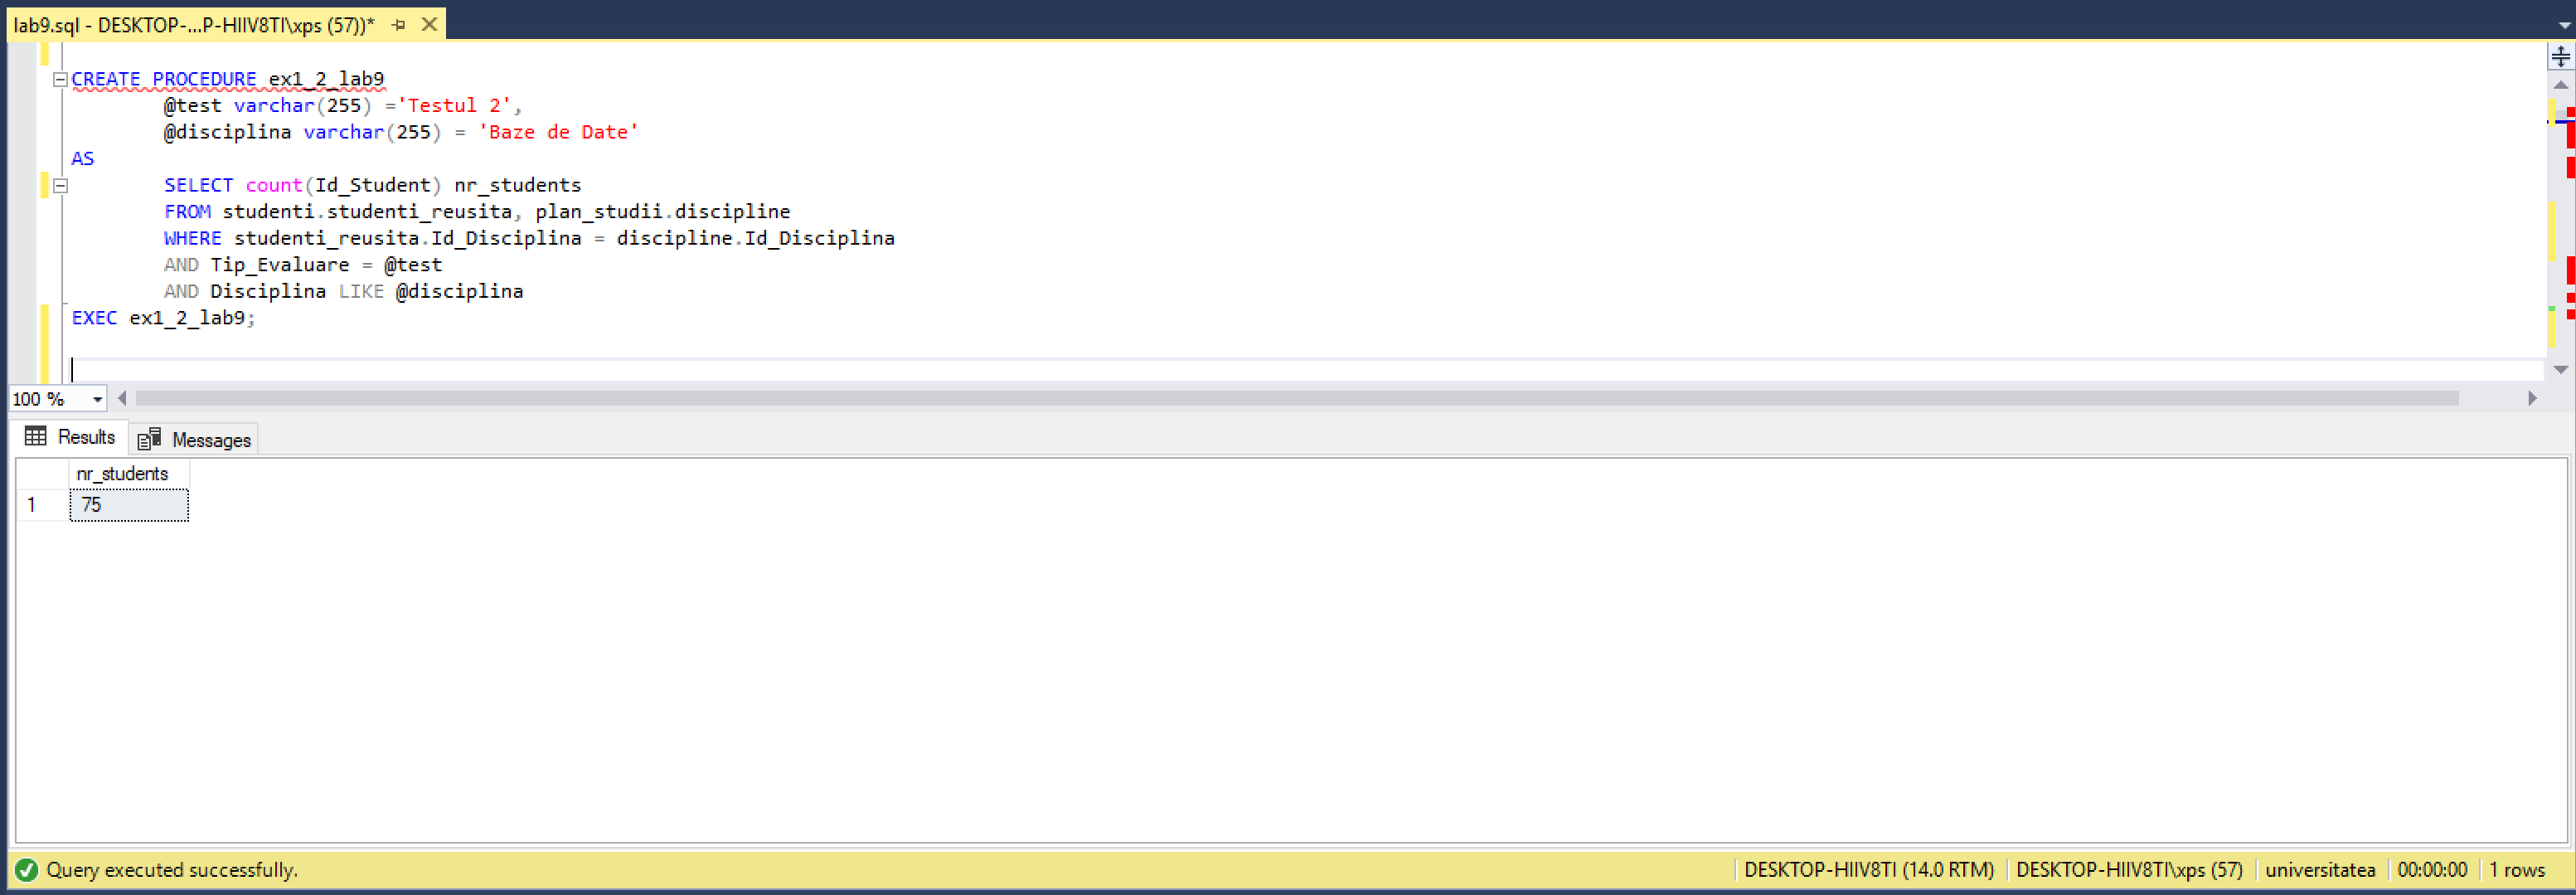 lab9.sql - DESKTOP-...P-HIIV8TI\xps (57))*
CREATE PROCEDURE ex1_2_lab9
@test varchar(255) ='Testul 2',
@disciplina varchar(255) = 'Baze de Date'
AS
SELECT count(Id_Student) nr_students
FROM studenti.studenti_reusita, plan_studii.discipline
WHERE studenti_reusita.Id_Disciplina = discipline.Id_Disciplina
AND Tip_Evaluare = @test
AND Disciplina LIKE @disciplina
EXEC ex1_2_lab9;
100 %
Results Messages
nr_students
1 75
Query executed successfully. DESKTOP-HIIV8TI (14.0 RTM) DESKTOP-HIIV8TI\xps (57) universitatea 00:00:00 1 rows